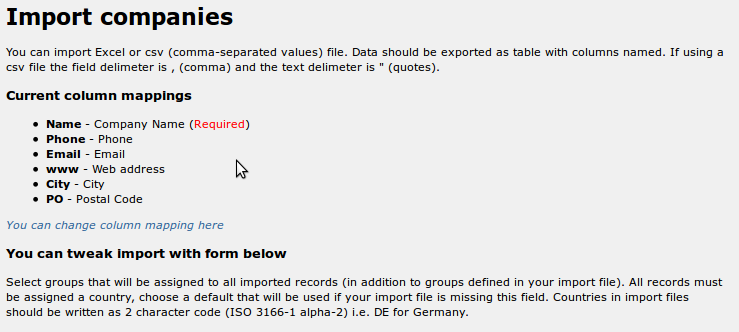 Import companies
You can import Excel or csv (comma-separated values) file. Data should be exported as table with columns named. If using a
csv file the field delimeter is , (comma) and the text delimeter is " (quotes).
Current column mappings
• Name - Company Name (Required)
• Phone - Phone
• Email - Email
• www - Web address
• City - City
• PO - Postal Code
You can change column mapping here
You can tweak import with form below
Select groups that will be assigned to all imported records (in addition to groups defined in your import file). All records must
be assigned a country, choose a default that will be used if your import file is missing this field. Countries in import files
should be written as 2 character code (ISO 3166-1 alpha-2) i.e. DE for Germany.